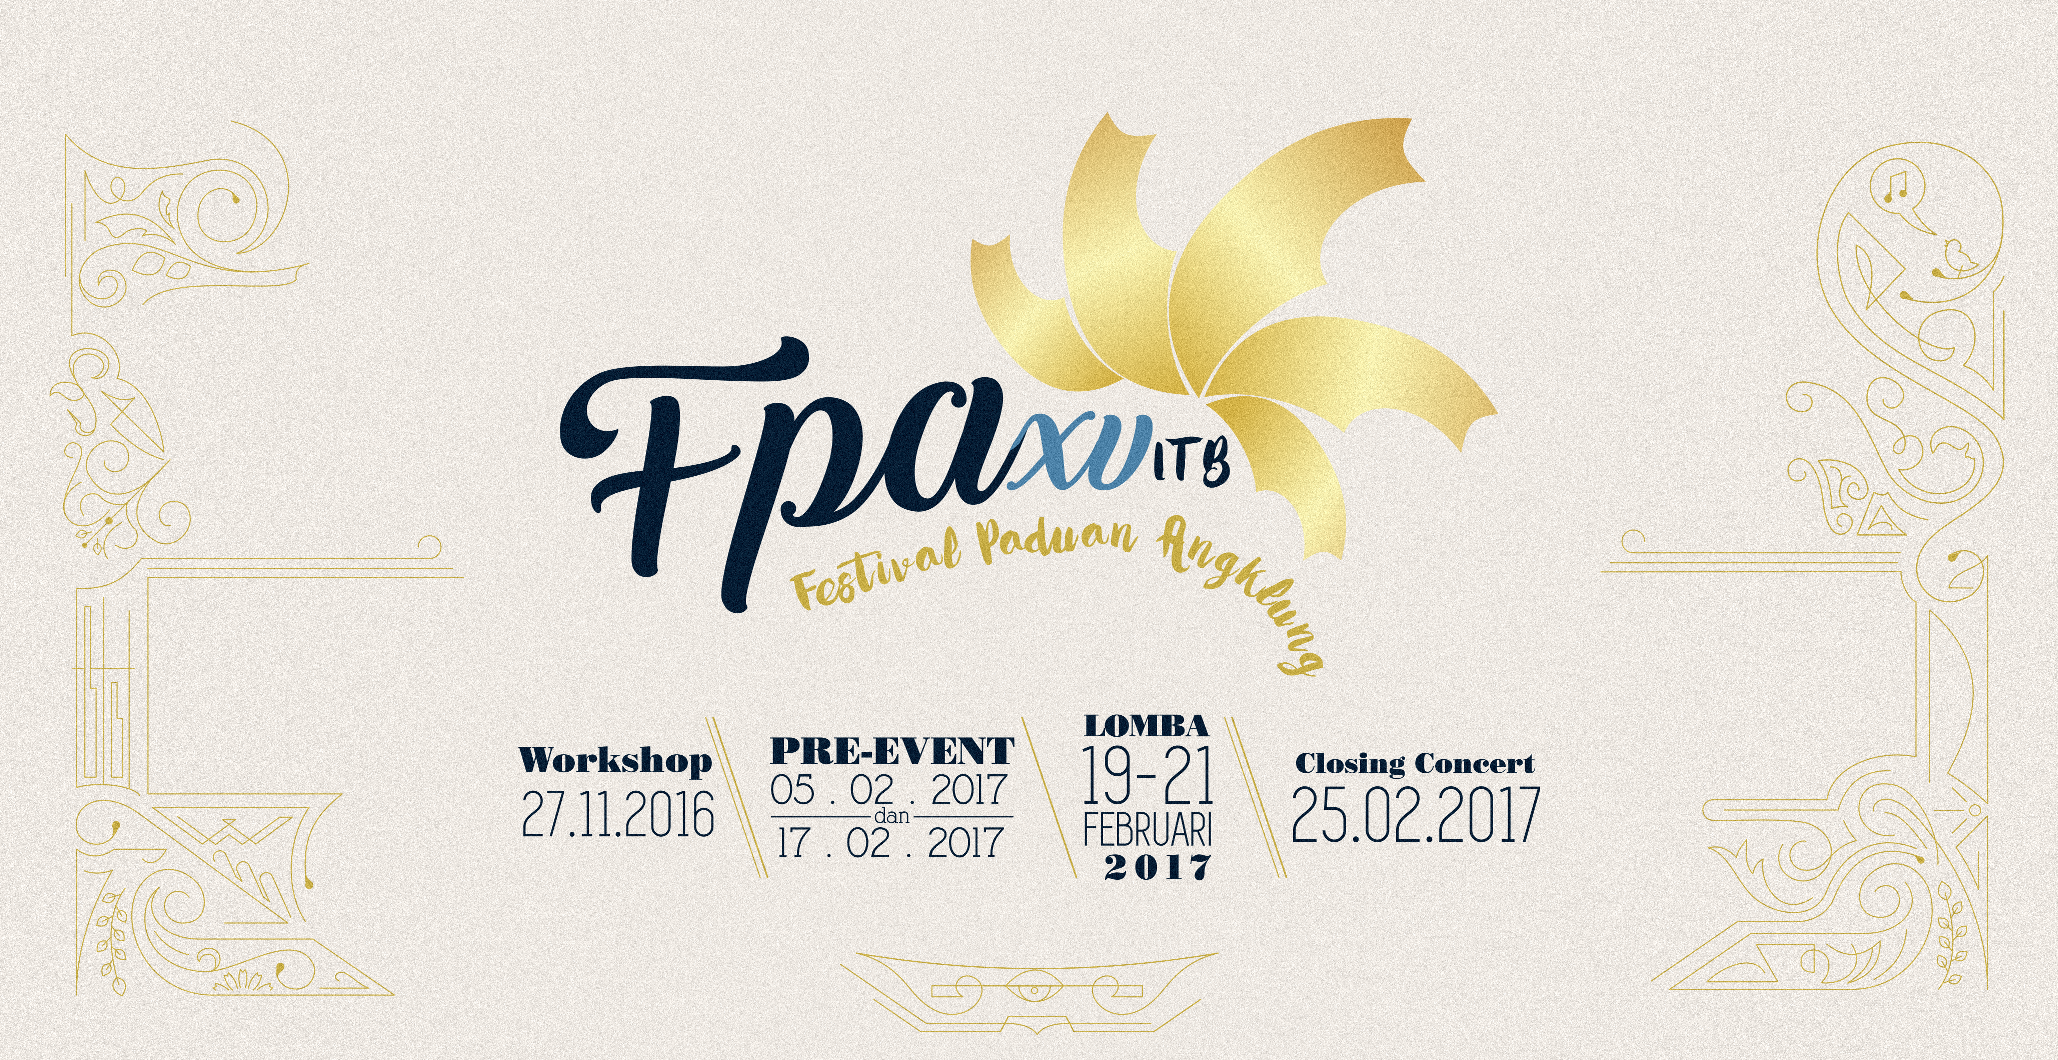 Fpa xv ITB
Festival Paduan Angklung
Workshop
27.11.2016
PRE-EVENT
05 . 02 . 2017
dan
17 . 02 . 2017
LOMBA
19-21
FEBRUARI
2017
Closing Concert
25.02.2017